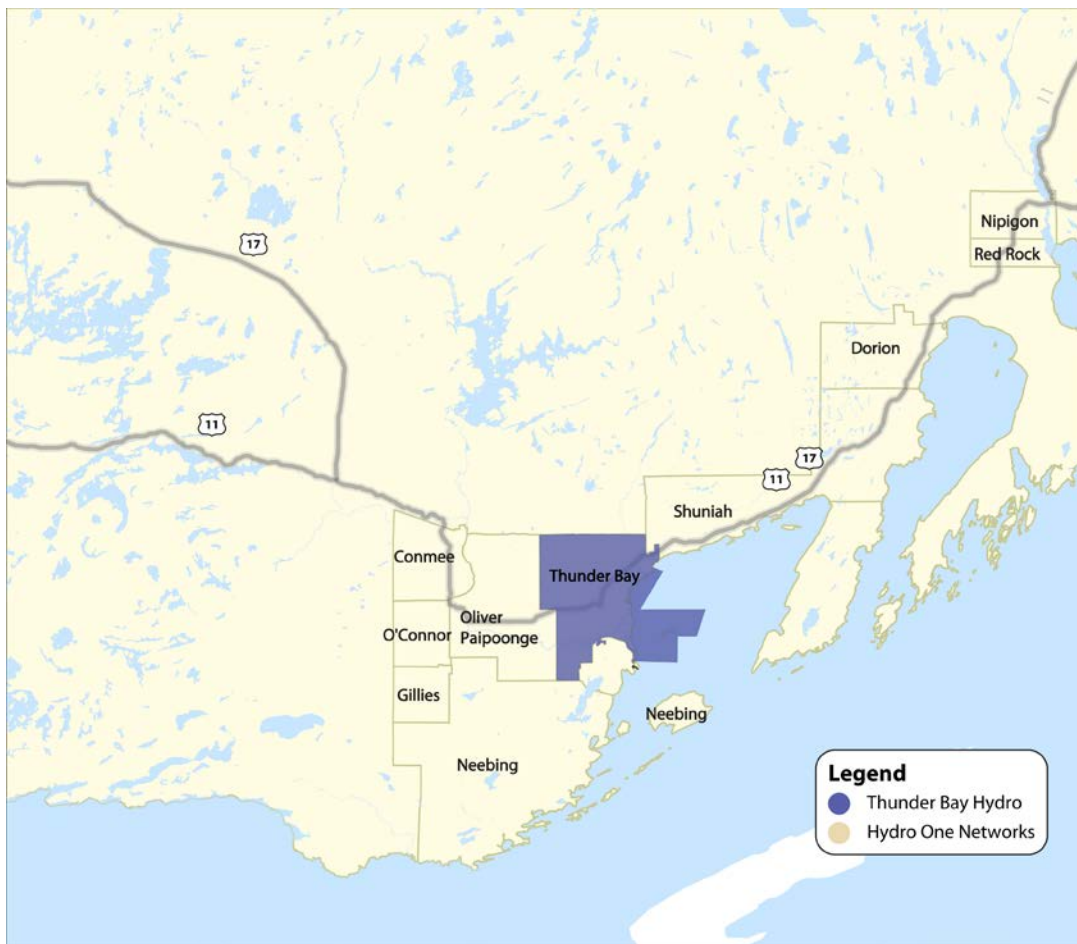 Nipigon
Red Rock
17
Dorion
11
17
11
Shuniah
Conmee
Thunder Bay
Oliver
Paipoonge
O'Connor
Gillies
Neebing
Neebing
Legend
Thunder Bay Hydro
Hydro One Networks